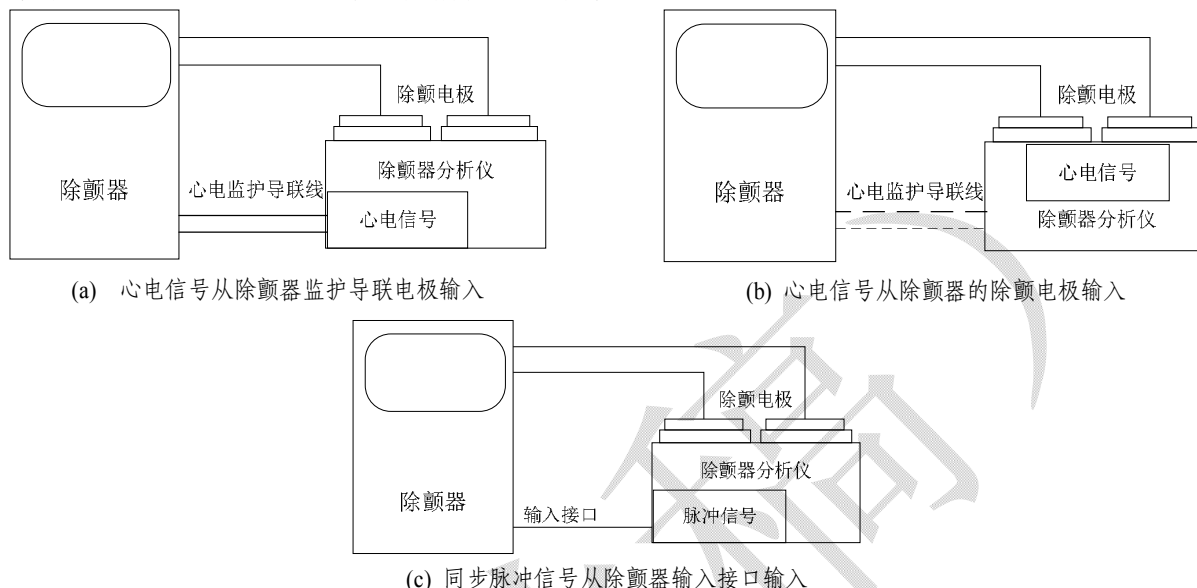 除颤电极
除颤器
心电监护导联线
除颤器分析仪
心电信号
(a) 心电信号从除颤器监护导联电极输入
除颤电极
除颤器
心电监护导联线
心电信号
除颤器分析仪
(b) 心电信号从除颤器的除颤电极输入
除颤电极
除颤器
除颤器分析仪
输入接口
脉冲信号
(c) 同步脉冲信号从除颤器输入接口输入
稿）